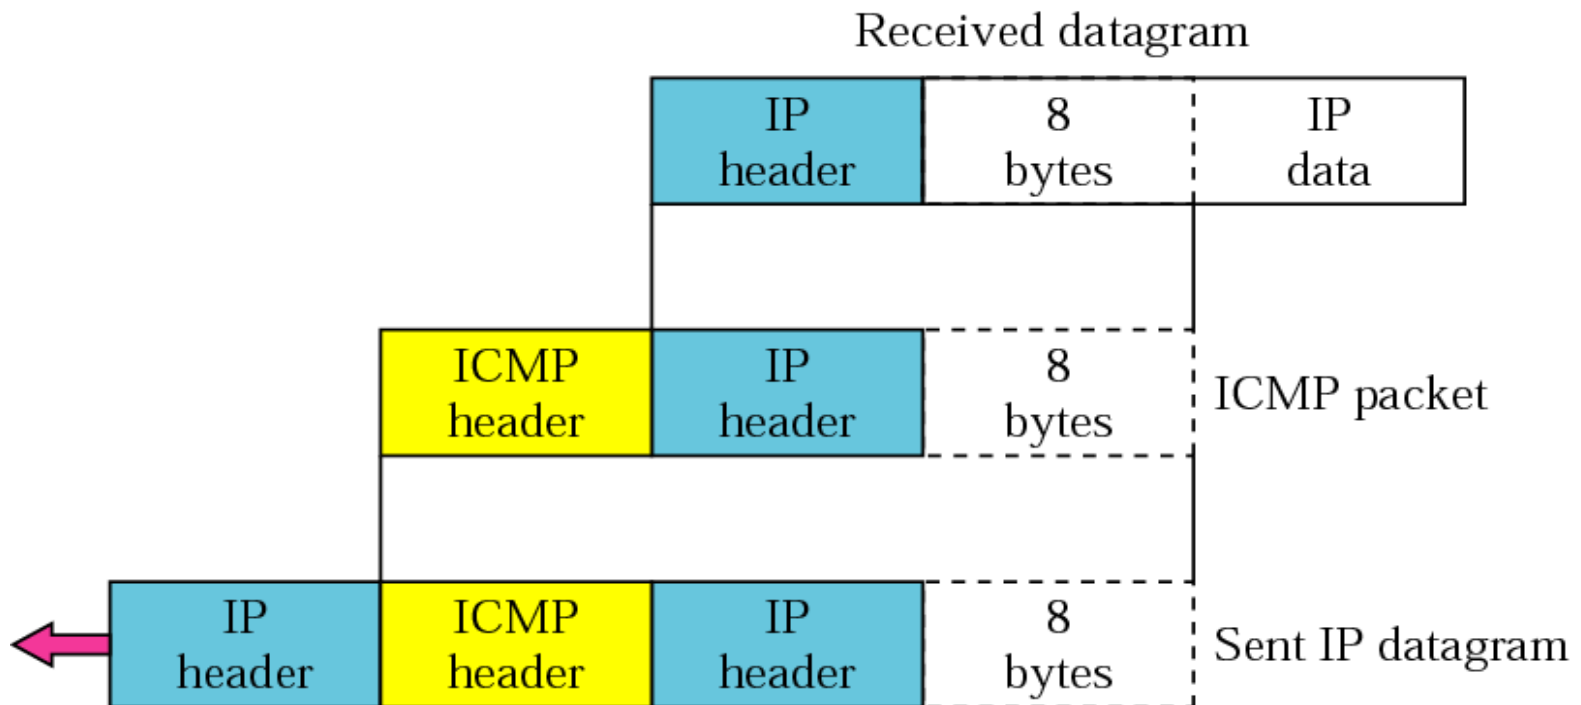 Received datagram
IP
header
8
bytes
IP
data
ICMP
header
IP
header
8
bytes
ICMP packet
IP
header
ICMP
header
IP
header
8
bytes
Sent IP datagram